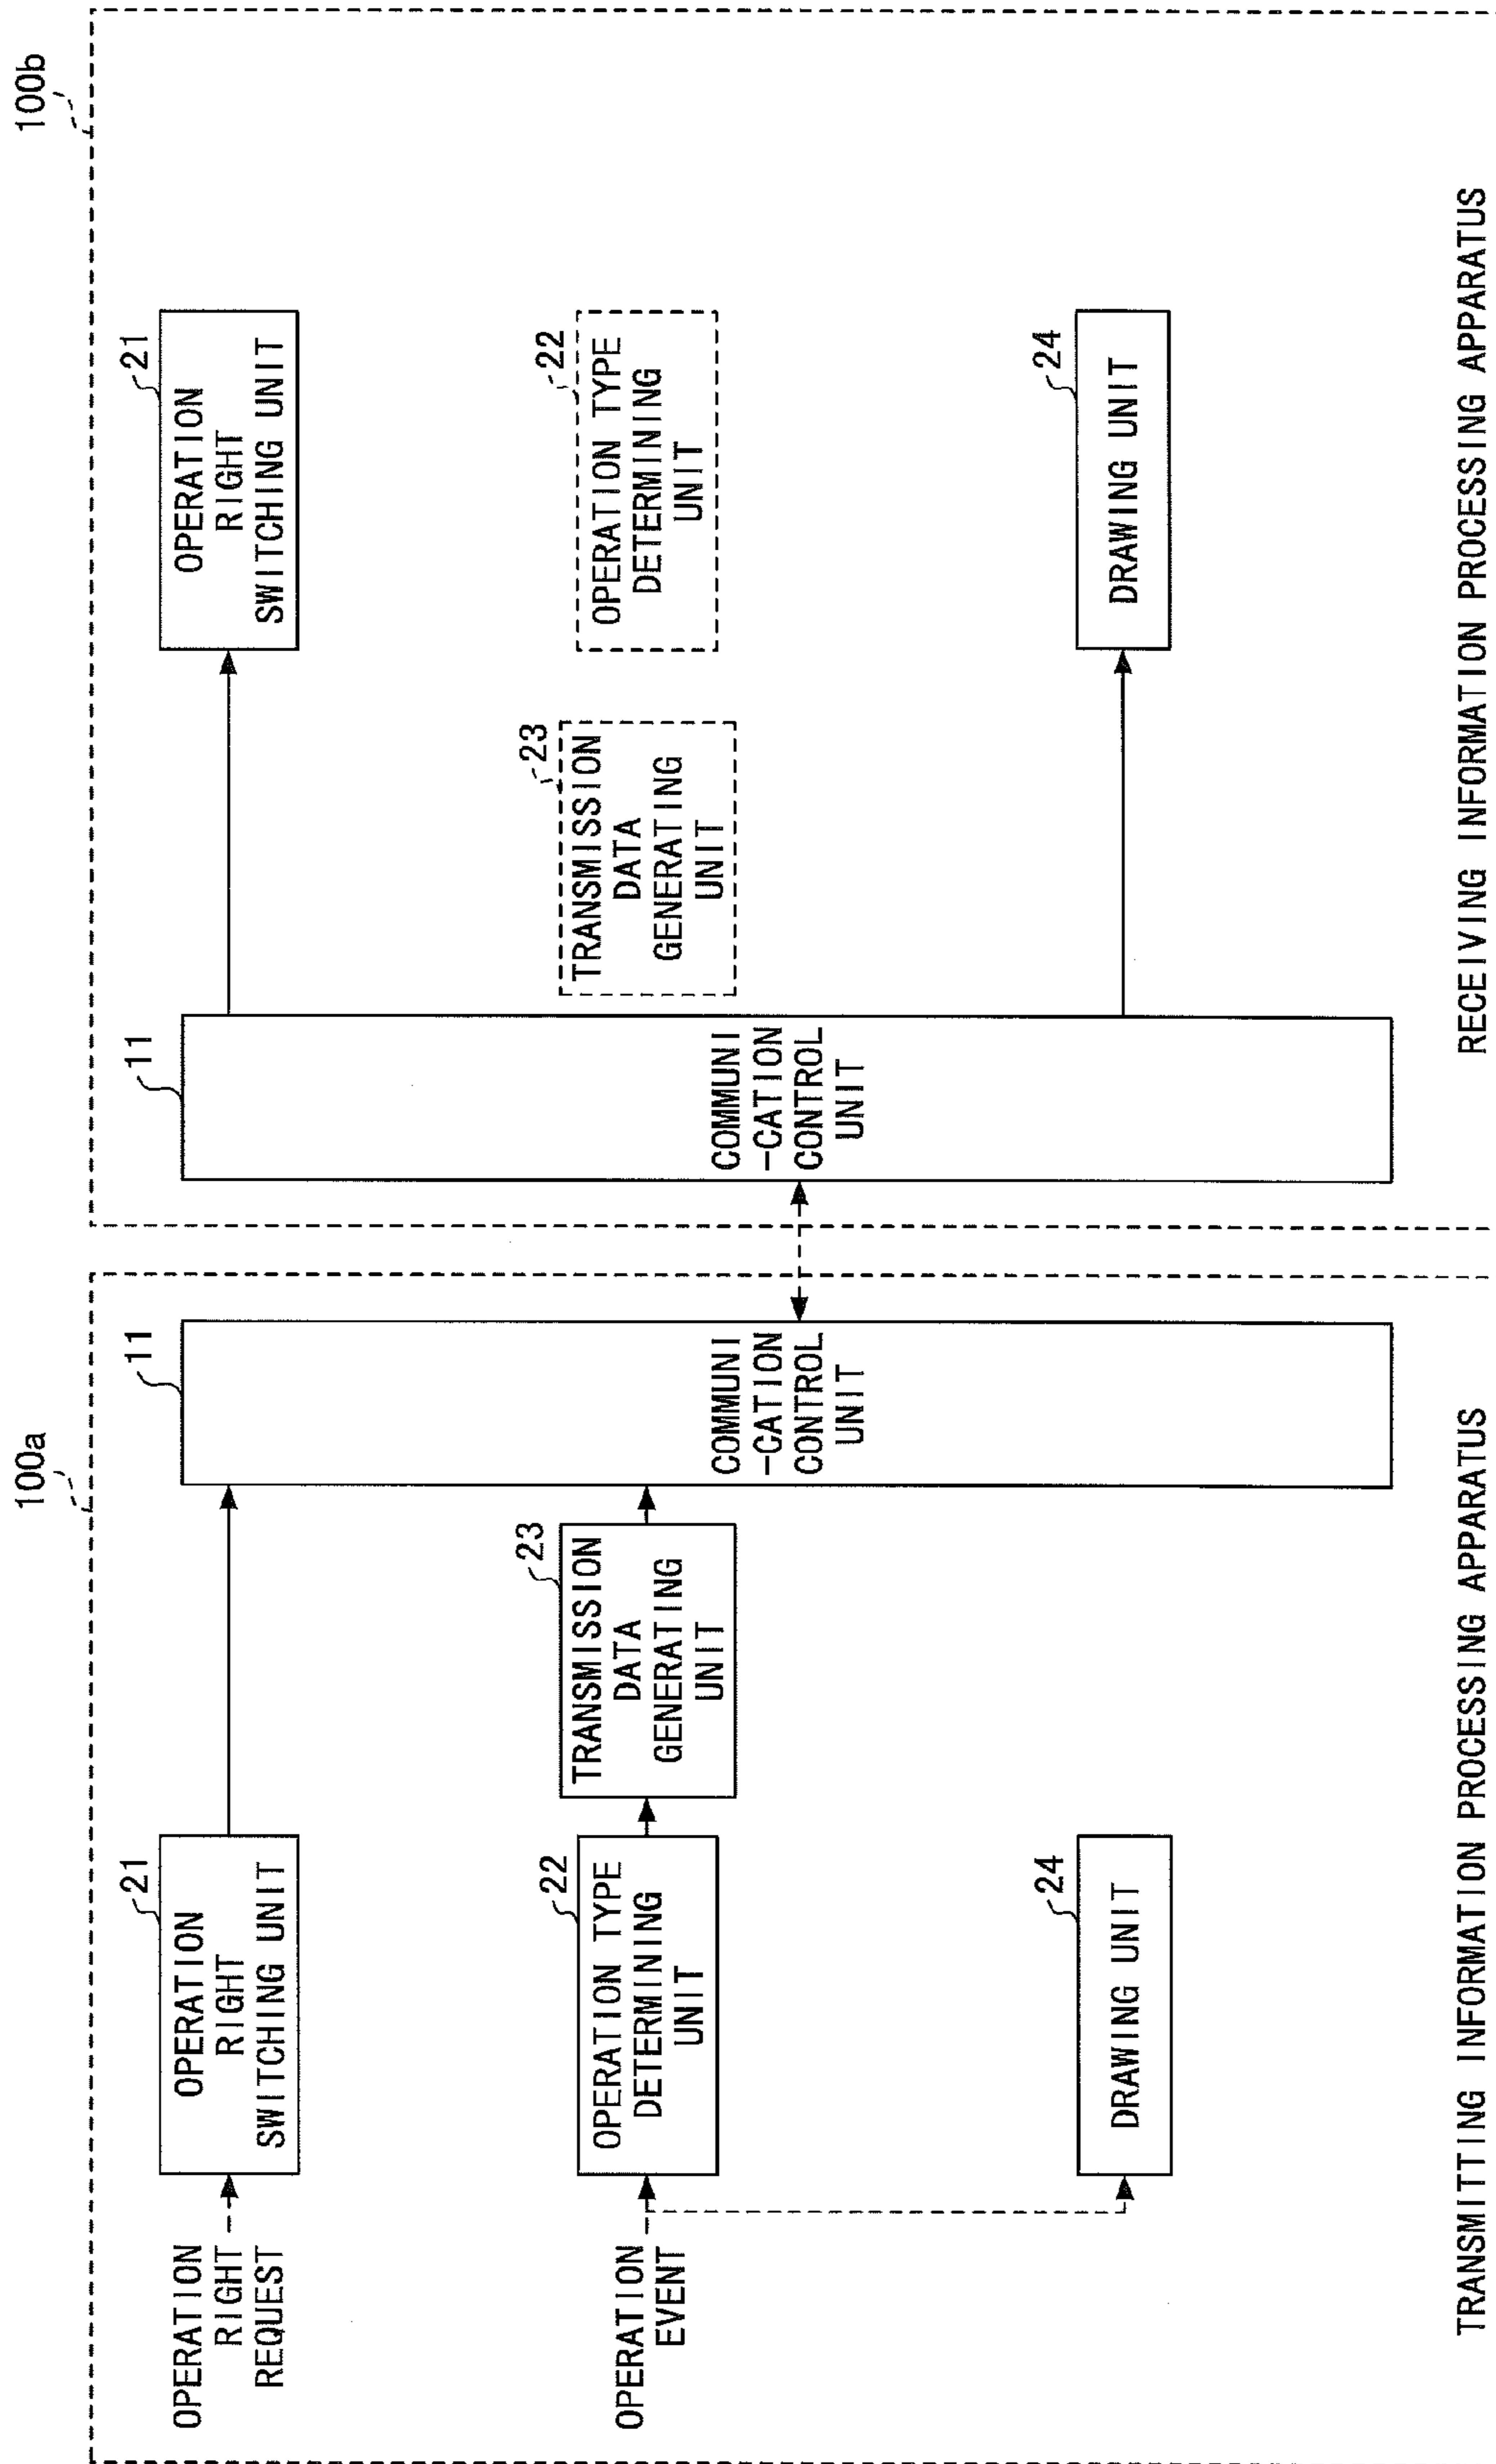 100a
100b
OPERATION
RIGHT
REQUEST
21
OPERATION
RIGHT
SWITCHING UNIT
11
COMMUNI
-CATION
CONTROL
UNIT
OPERATION
EVENT
22
OPERATION TYPE
DETERMINING
UNIT
23
TRANSMISSION
DATA
GENERATING
UNIT
24
DRAWING UNIT
TRANSMITTING INFORMATION PROCESSING APPARATUS
11
COMMUNI
-CATION
CONTROL
UNIT
21
OPERATION
RIGHT
SWITCHING UNIT
23
TRANSMISSION
DATA
GENERATING
UNIT
22
OPERATION TYPE
DETERMINING
UNIT
24
DRAWING UNIT
RECEIVING INFORMATION PROCESSING APPARATUS